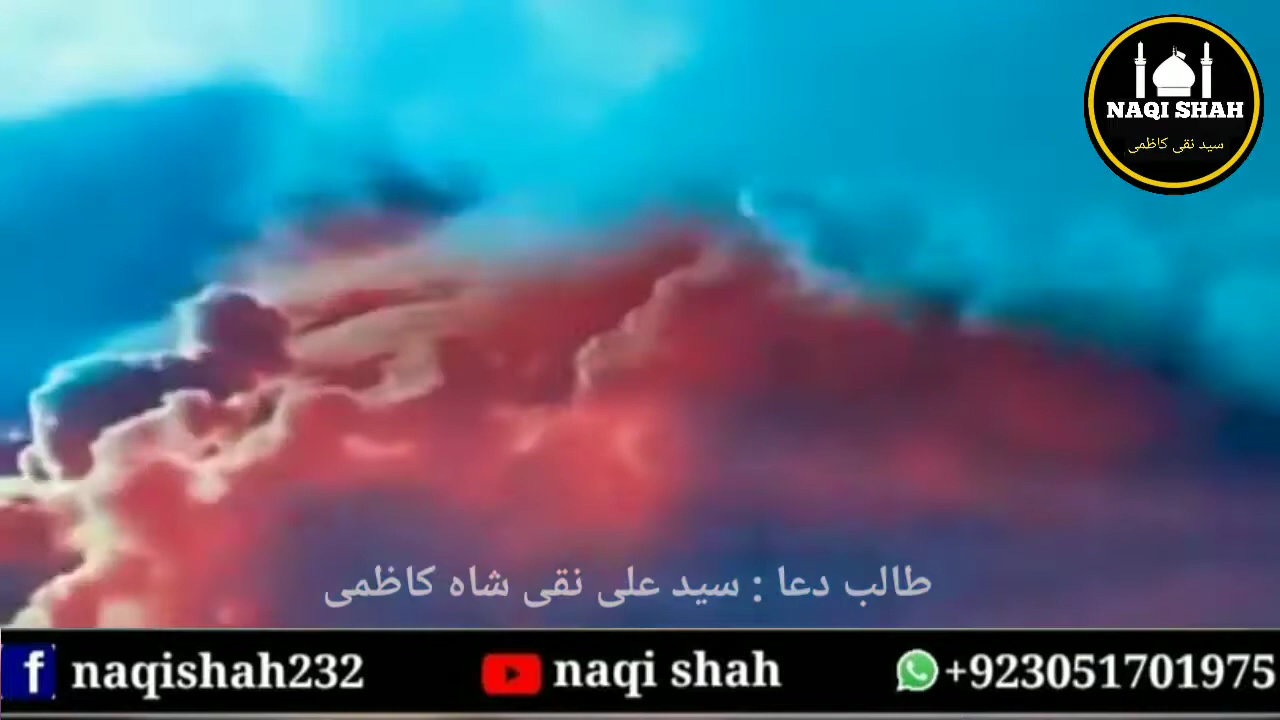 NAQI SHAH
سید نقی کاظمی
طالب دعا : سید علی نقی شاہ کاظمی
naqishah232 naqi shah +923051701975